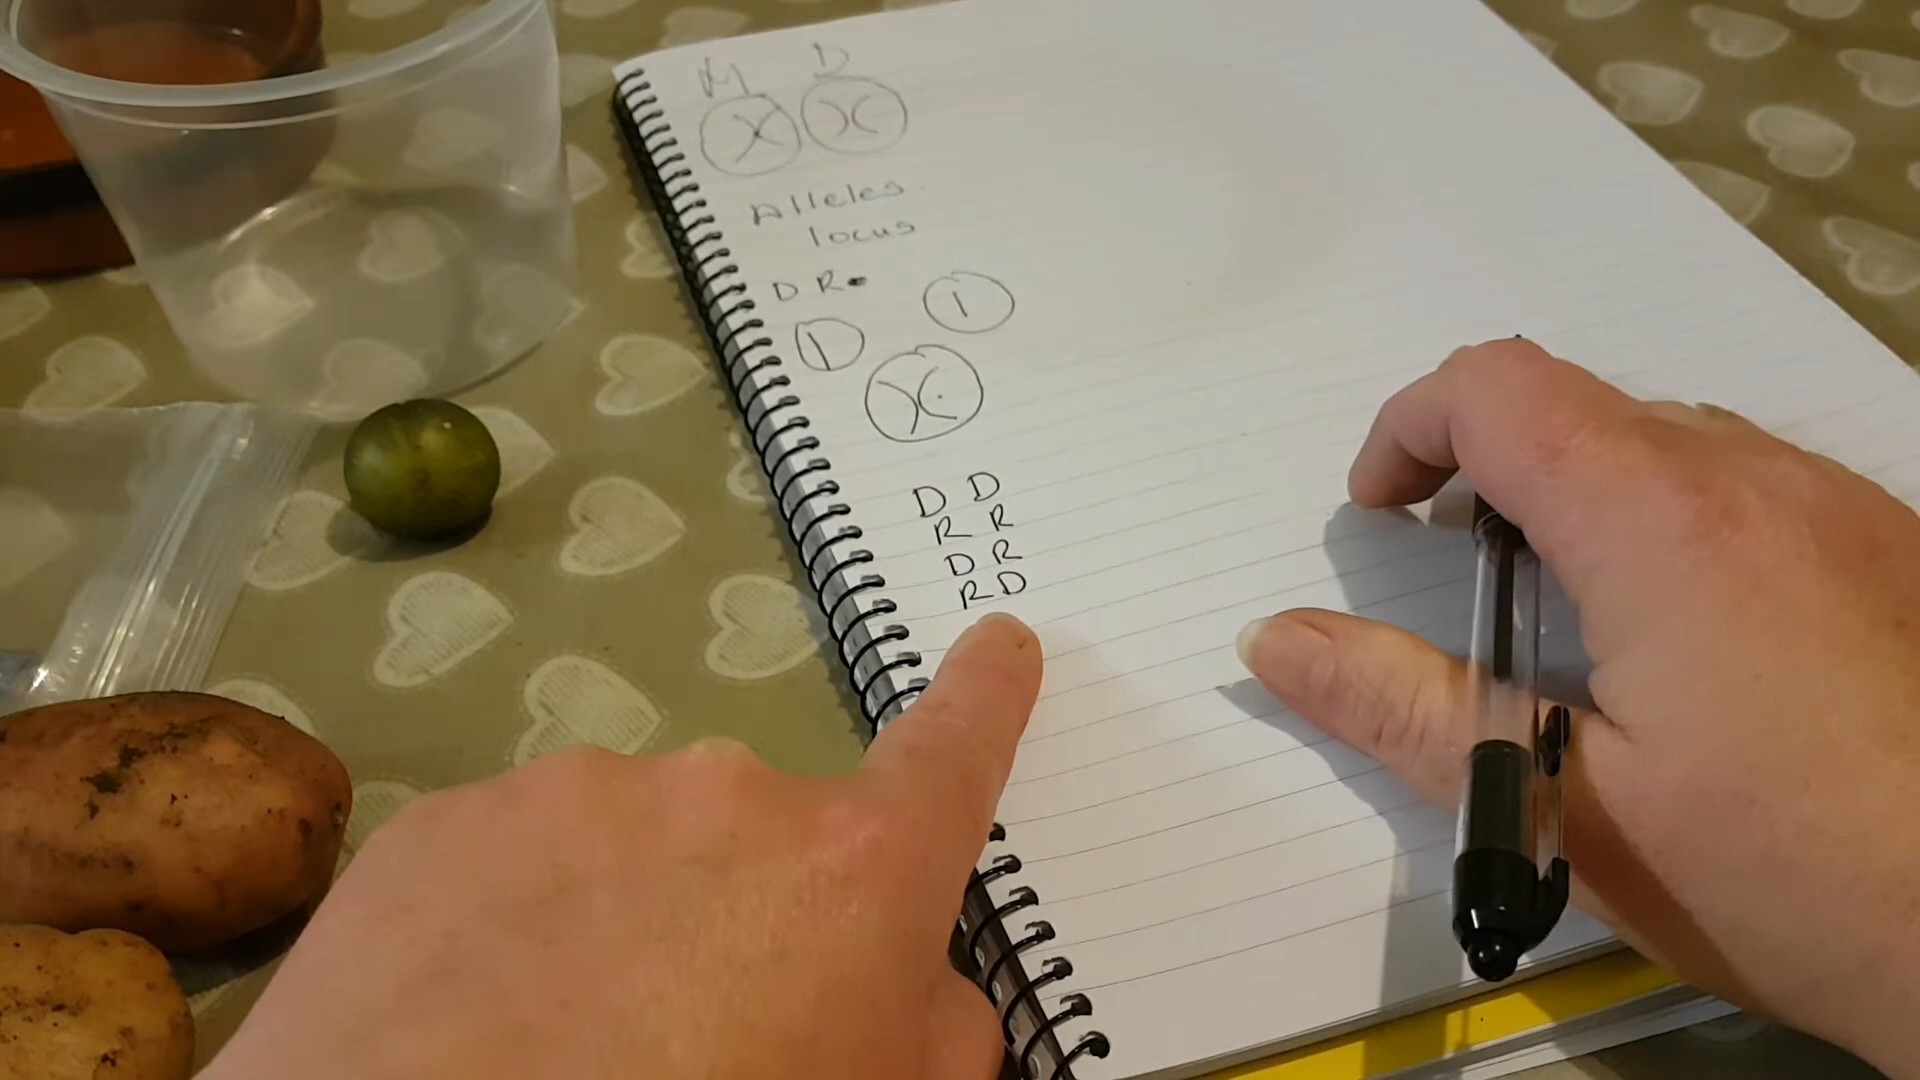 M D
X X
Alleles
locus
D R
D D
R R
D R
R D